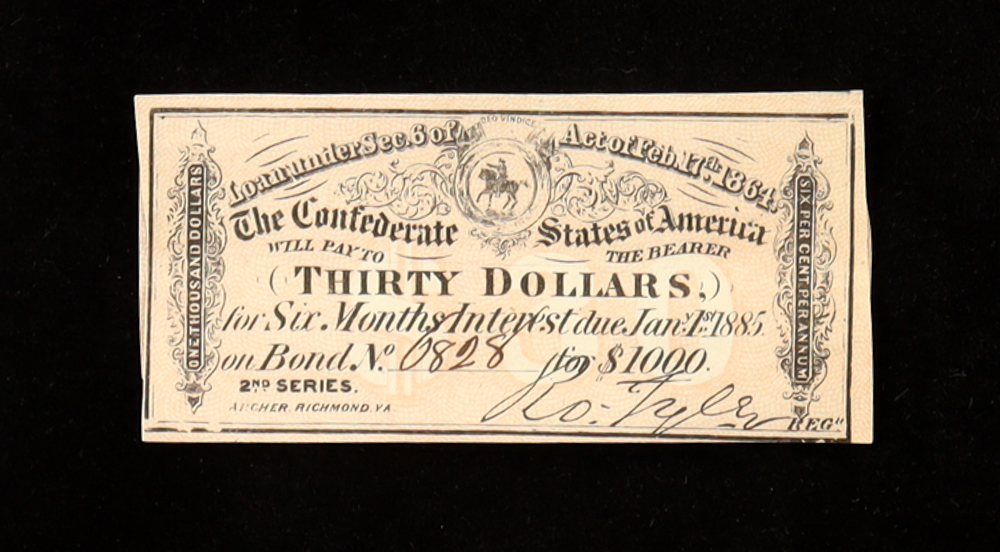 DEO VINDICE
Loan under Sec. 6 of Act of Feb. 17th 1864.
The Confederate States of America
WILL PAY TO THE BEARER
(THIRTY DOLLARS,)
for Six Months Interest due Jany. 1st 1885.
on Bond No. 0828 for $1000.
2ND SERIES.
ARCHER, RICHMOND, VA
Ro: Tyler REGr.
ONE THOUSAND DOLLARS
SIX PER CENT PER ANNUM
$30